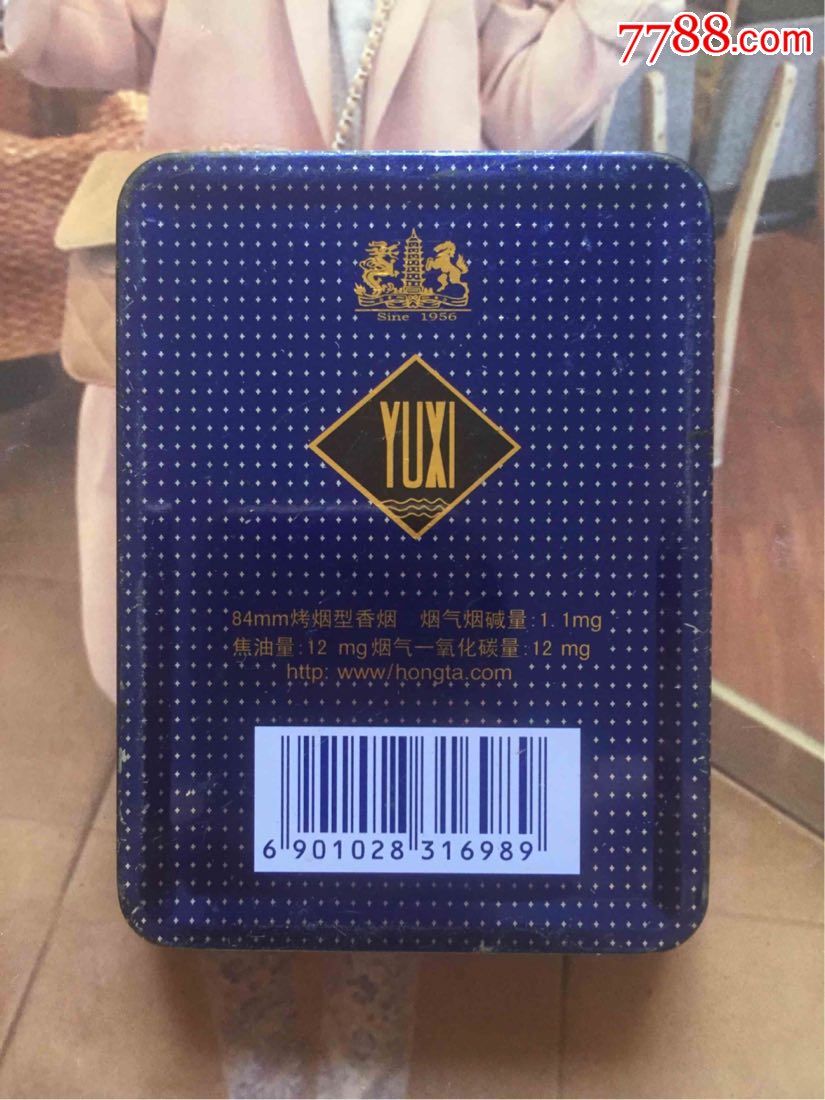 7788.com
Sine 1956
YUXI
84mm烤烟型香烟 烟气烟碱量:1.1mg
焦油量:12 mg烟气一氧化碳量:12 mg
http: www/hongta.com
6 901028 316989